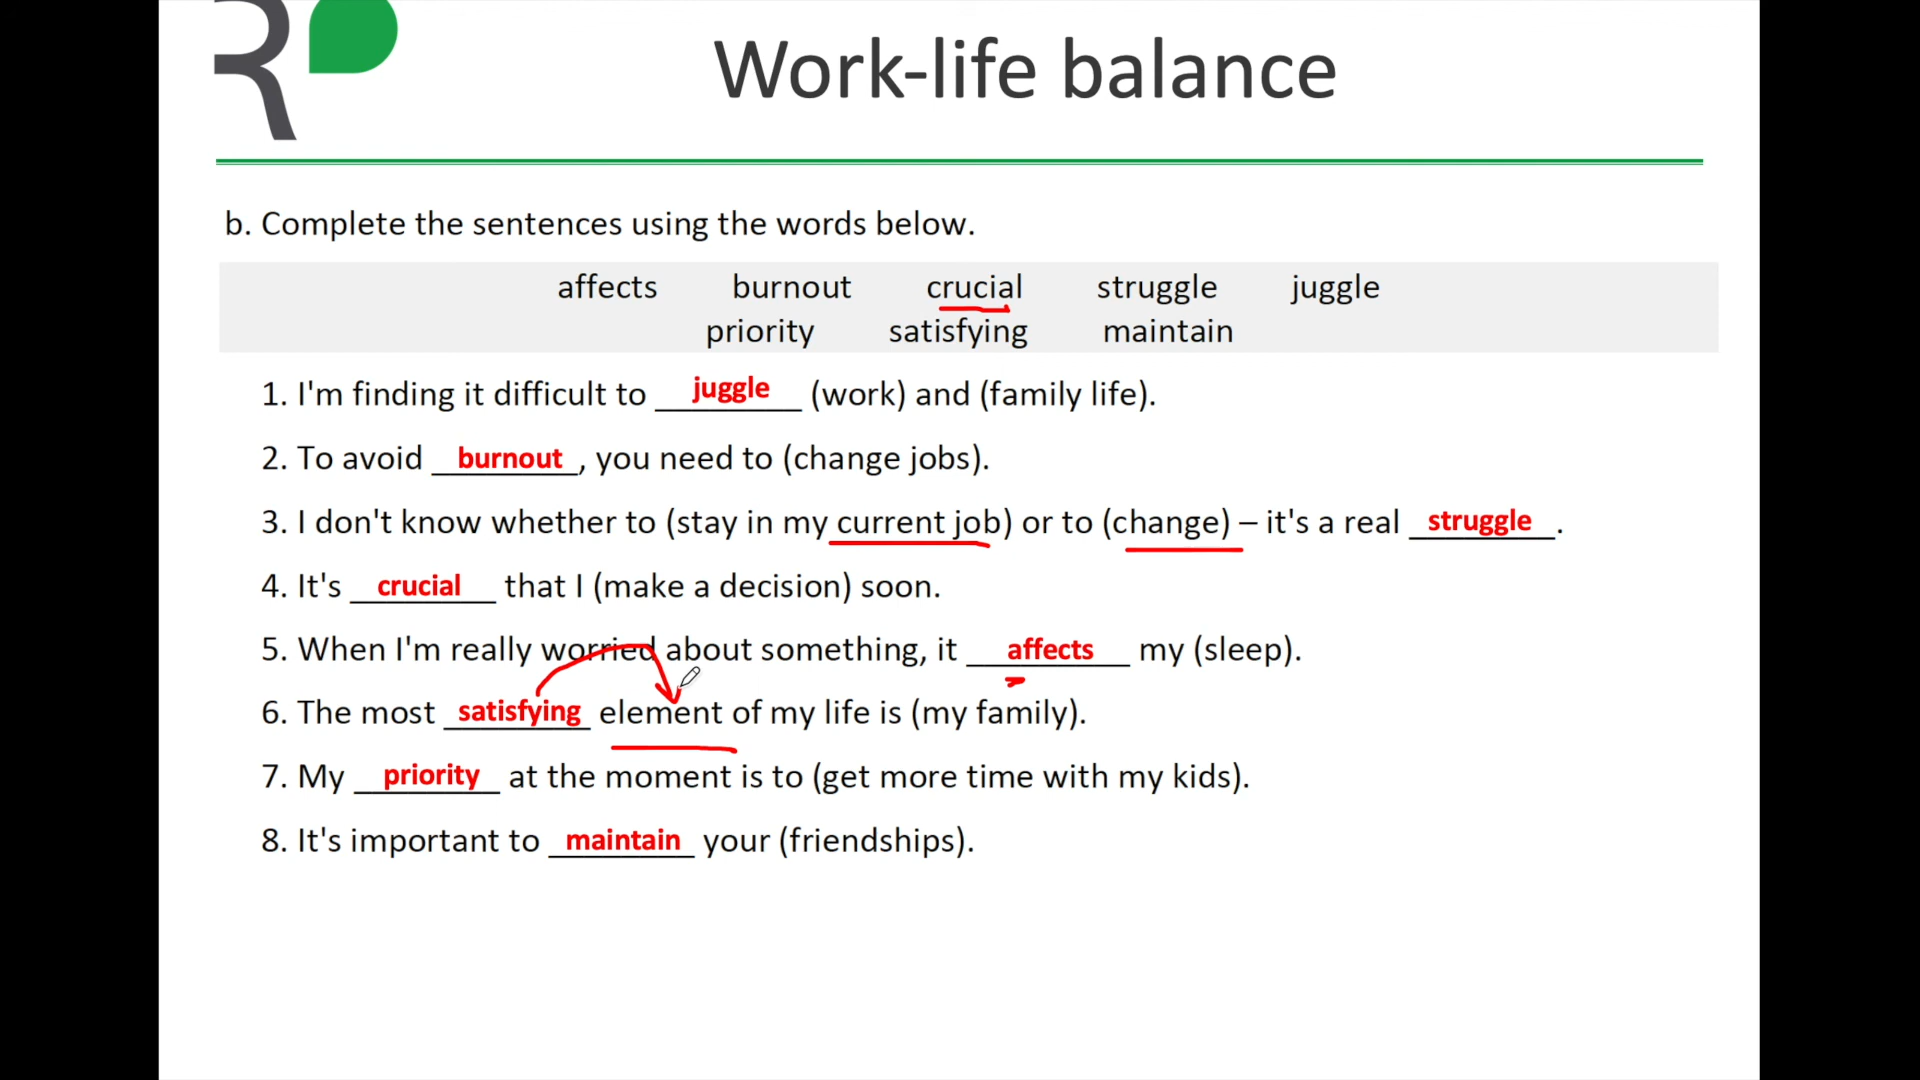 Work-life balance
b. Complete the sentences using the words below.
affects burnout crucial struggle juggle
priority satisfying maintain
1. I'm finding it difficult to juggle (work) and (family life).
2. To avoid burnout, you need to (change jobs).
3. I don't know whether to (stay in my current job) or to (change) – it's a real struggle.
4. It's crucial that I (make a decision) soon.
5. When I'm really worried about something, it affects my (sleep).
6. The most satisfying element of my life is (my family).
7. My priority at the moment is to (get more time with my kids).
8. It's important to maintain your (friendships).